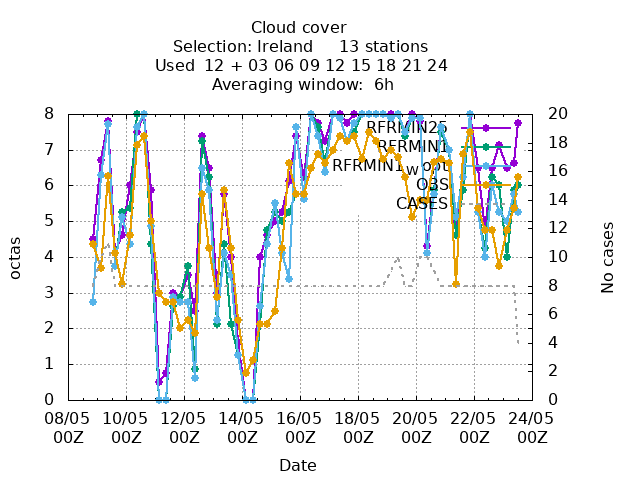 Cloud cover
Selection: Ireland 13 stations
Used 12 + 03 06 09 12 15 18 21 24
Averaging window: 6h
8 20
7 18
6 16
5 14
4 12
3 10
2 8
1 6
0 4
2
0
RFRMIN25
RFRMIN1
RFRMIN1_W opt
O3S
CASES
octas
No cases
08/05 10/05 12/05 14/05 16/05 18/05 20/05 22/05 24/05
00Z 00Z 00Z 00Z 00Z 00Z 00Z 00Z 00Z
Date